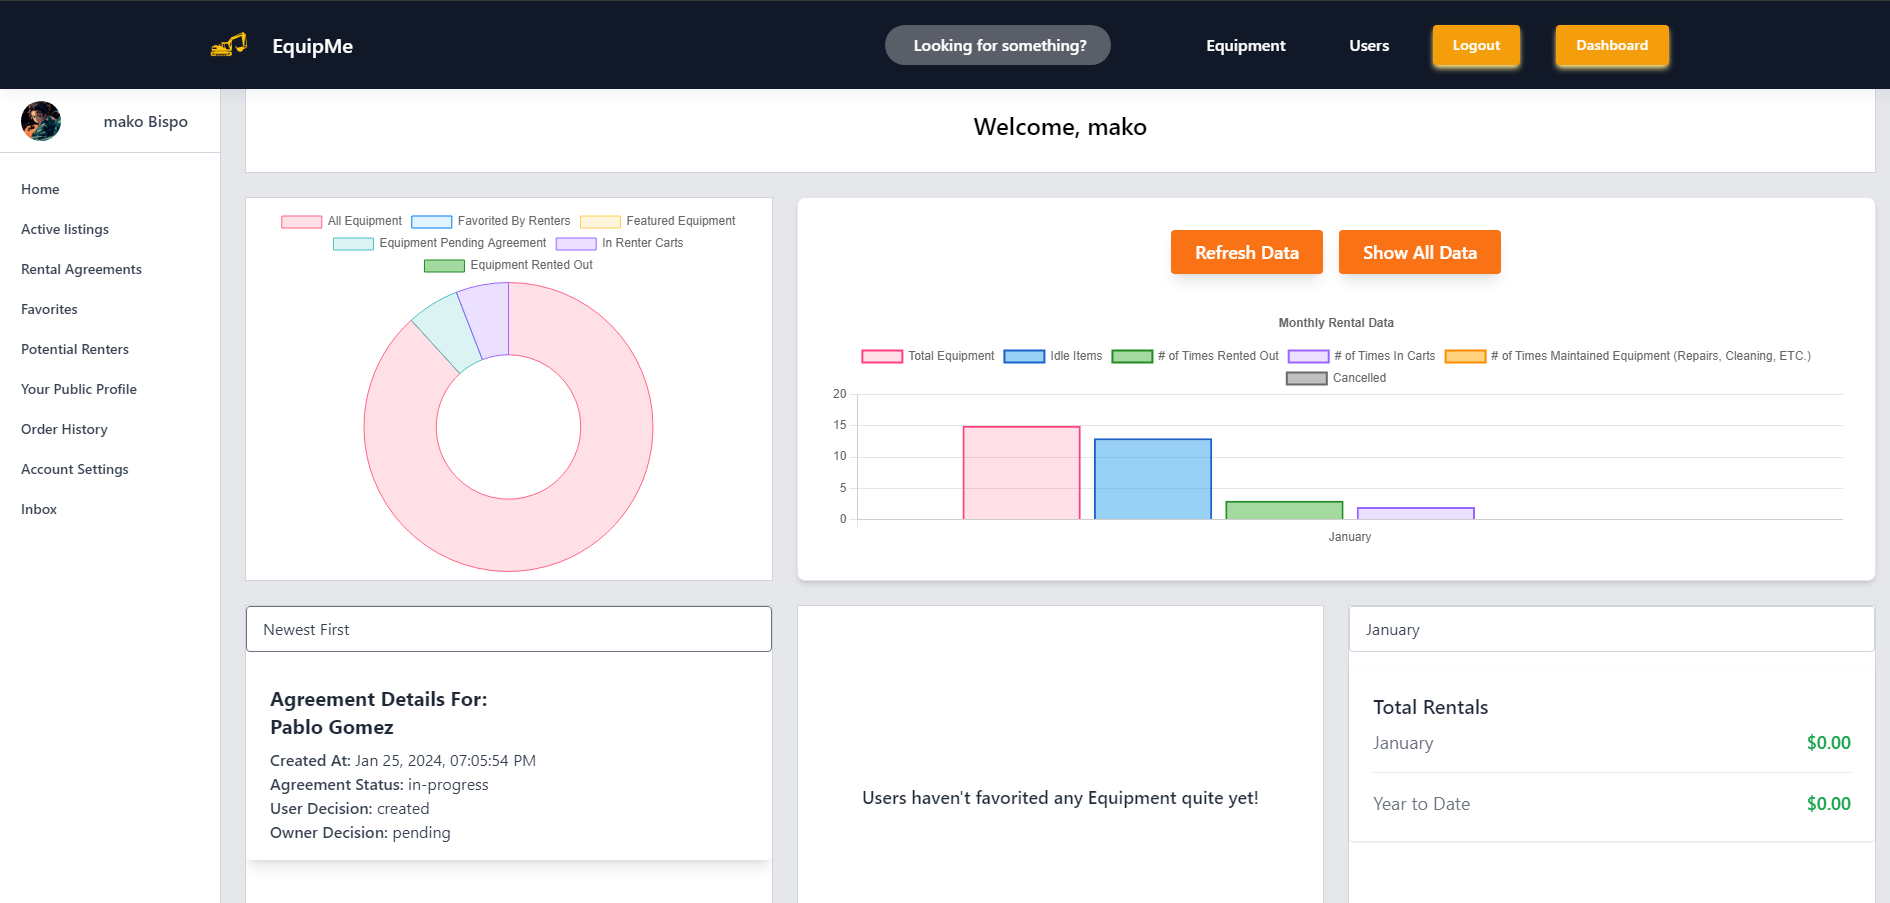 EquipMe
Looking for something?
Equipment
Users
Logout
Dashboard
mako Bispo
Home
Active listings
Rental Agreements
Favorites
Potential Renters
Your Public Profile
Order History
Account Settings
Inbox
Welcome, mako
All Equipment Favorited By Renters Featured Equipment
Equipment Pending Agreement In Renter Carts
Equipment Rented Out
Refresh Data
Show All Data
Monthly Rental Data
Total Equipment Idle Items # of Times Rented Out # of Times In Carts # of Times Maintained Equipment (Repairs, Cleaning, ETC.)
Cancelled
20
15
10
5
0
January
Newest First
Agreement Details For:
Pablo Gomez
Created At: Jan 25, 2024, 07:05:54 PM
Agreement Status: in-progress
User Decision: created
Owner Decision: pending
Users haven't favorited any Equipment quite yet!
January
Total Rentals
January $0.00
Year to Date $0.00